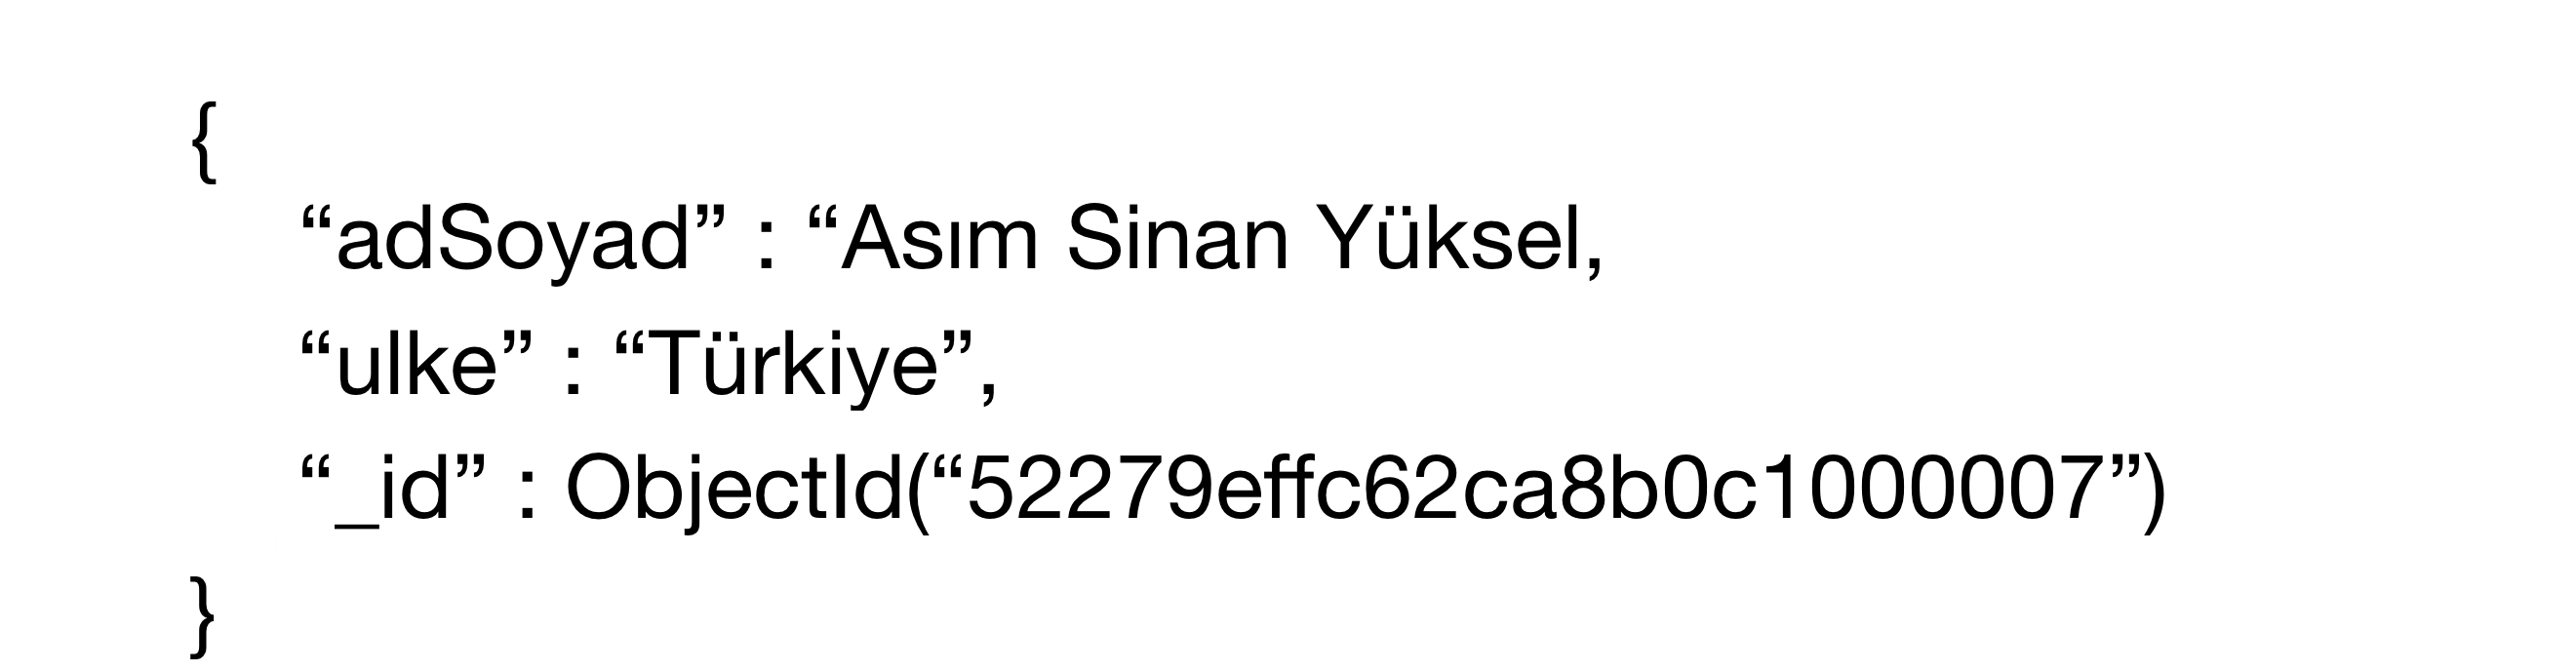 {
“adSoyad” : “Asım Sinan Yüksel,
“ulke” : “Türkiye”,
“_id” : ObjectId(“52279effc62ca8b0c1000007”)
}